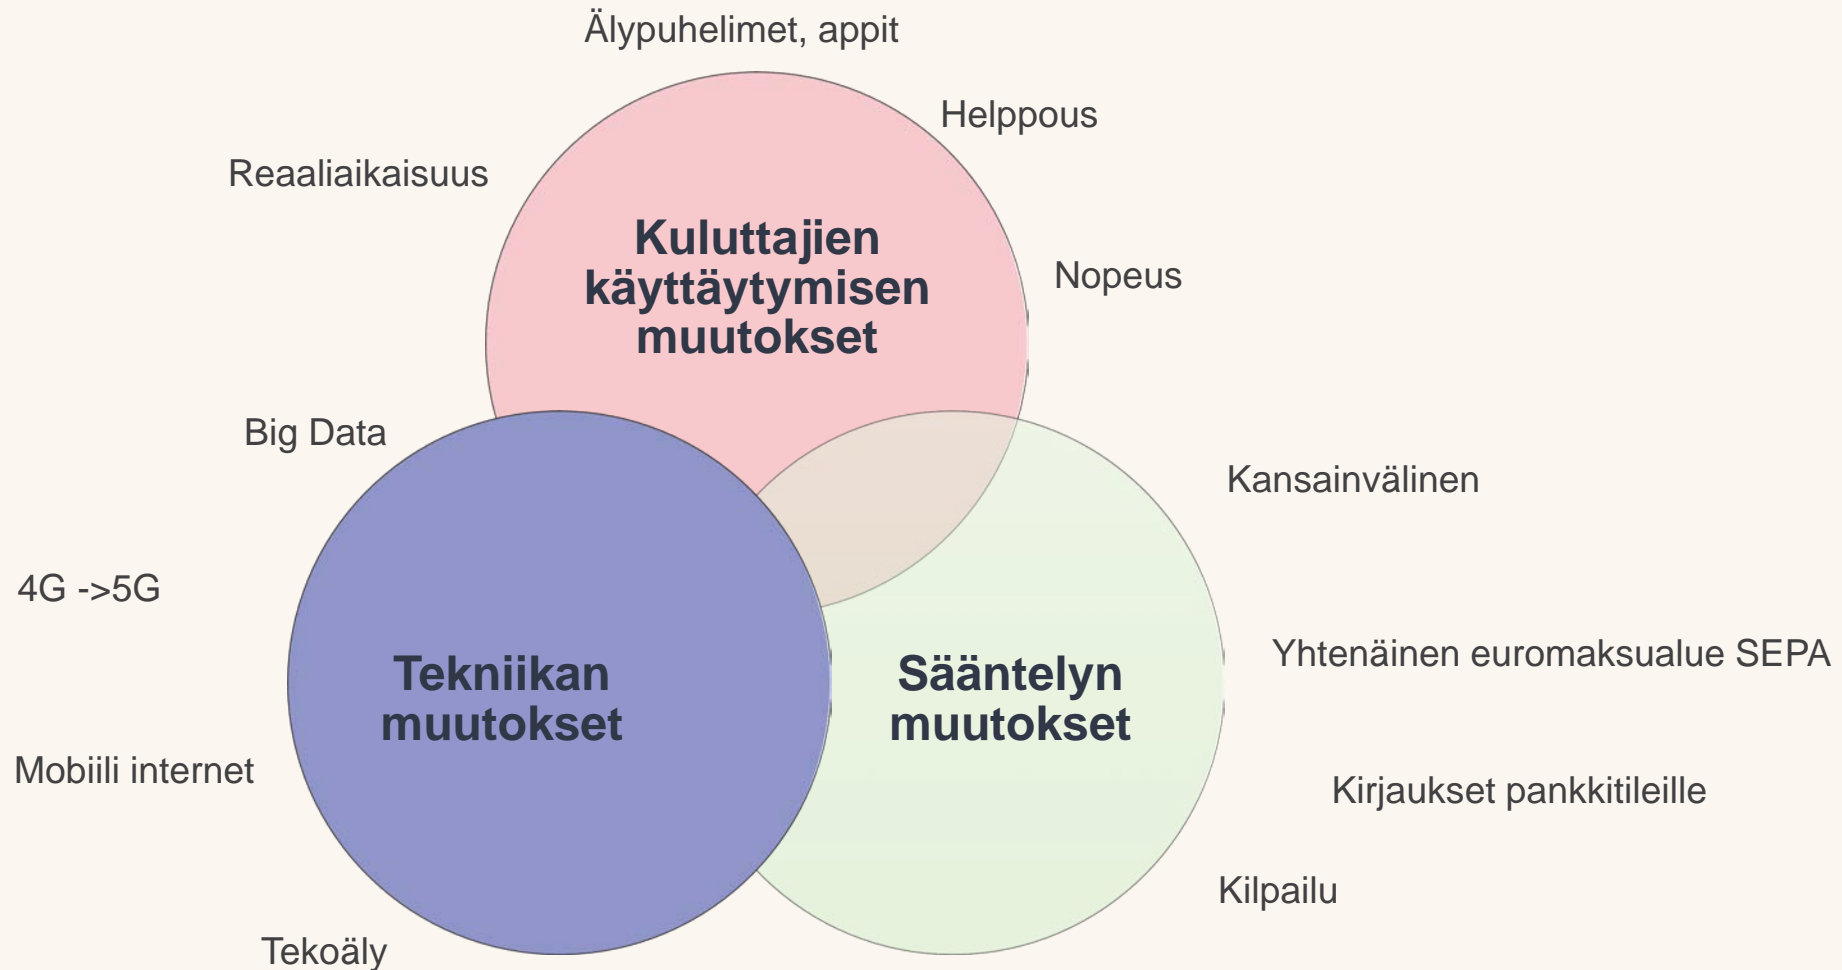 Älypuhelimet, appit
Helppous
Reaaliaikaisuus
Kuluttajien
käyttäytymisen
muutokset
Nopeus
Big Data
Kansainvälinen
4G ->5G
Tekniikan
muutokset
Sääntelyn
muutokset
Yhtenäinen euromaksualue SEPA
Mobiili internet
Kirjaukset pankkitileille
Kilpailu
Tekoäly